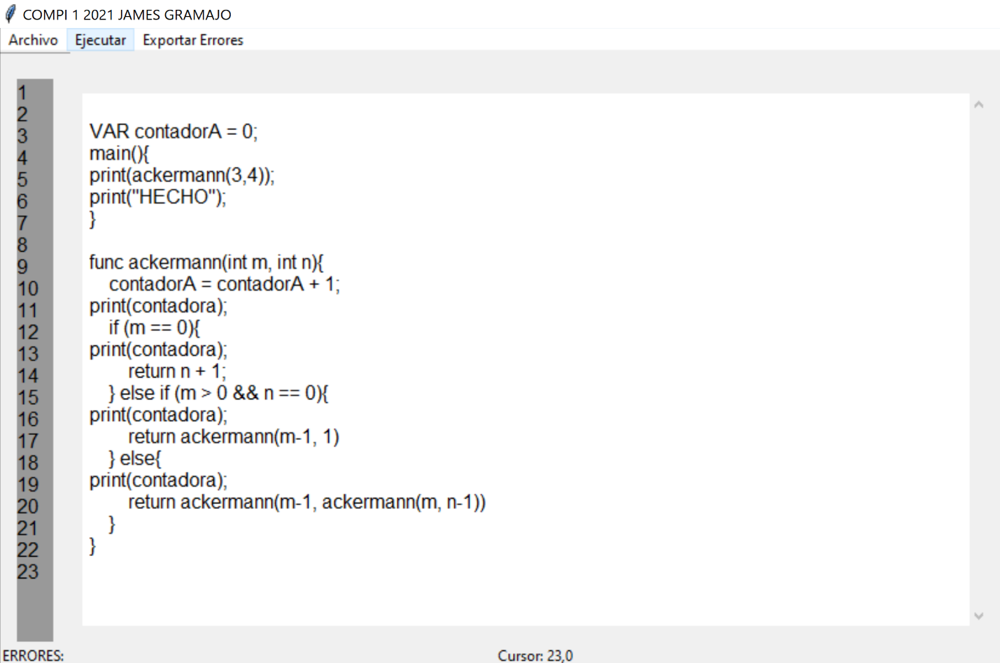 COMPI 1 2021 JAMES GRAMAJO
Archivo Ejecutar Exportar Errores
1
2
3 VAR contadorA = 0;
4 main(){
5 print(ackermann(3,4));
6 print("HECHO");
7 }
8
9 func ackermann(int m, int n){
10 contadorA = contadorA + 1;
11 print(contadora);
12 if (m == 0){
13 print(contadora);
14 return n + 1;
15 } else if (m > 0 && n == 0){
16 print(contadora);
17 return ackermann(m-1, 1)
18 } else{
19 print(contadora);
20 return ackermann(m-1, ackermann(m, n-1))
21 }
22 }
23
ERRORES: Cursor: 23,0